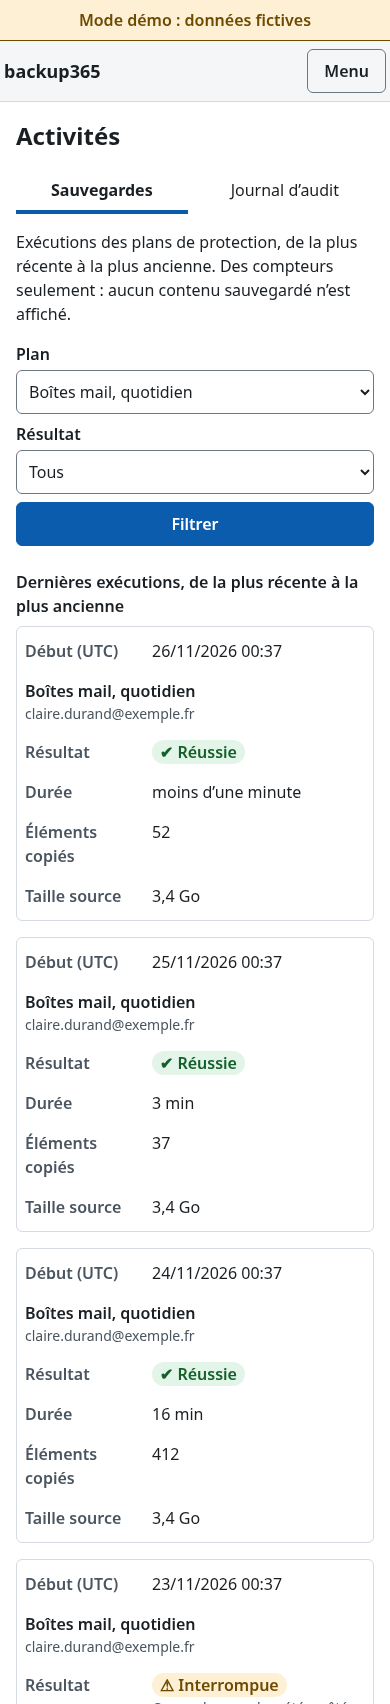 Mode démo : données fictives
backup365
Menu
Activités
Sauvegardes
Journal d’audit
Exécutions des plans de protection, de la plus
récente à la plus ancienne. Des compteurs
seulement : aucun contenu sauvegardé n’est
affiché.
Plan
Boîtes mail, quotidien
Résultat
Tous
Filtrer
Dernières exécutions, de la plus récente à la
plus ancienne
Début (UTC) 26/11/2026 00:37
Boîtes mail, quotidien
claire.durand@exemple.fr
Résultat ✔ Réussie
Durée moins d’une minute
Éléments copiés 52
Taille source 3,4 Go
Début (UTC) 25/11/2026 00:37
Boîtes mail, quotidien
claire.durand@exemple.fr
Résultat ✔ Réussie
Durée 3 min
Éléments copiés 37
Taille source 3,4 Go
Début (UTC) 24/11/2026 00:37
Boîtes mail, quotidien
claire.durand@exemple.fr
Résultat ✔ Réussie
Durée 16 min
Éléments copiés 412
Taille source 3,4 Go
Début (UTC) 23/11/2026 00:37
Boîtes mail, quotidien
claire.durand@exemple.fr
Résultat ⚠ Interrompue